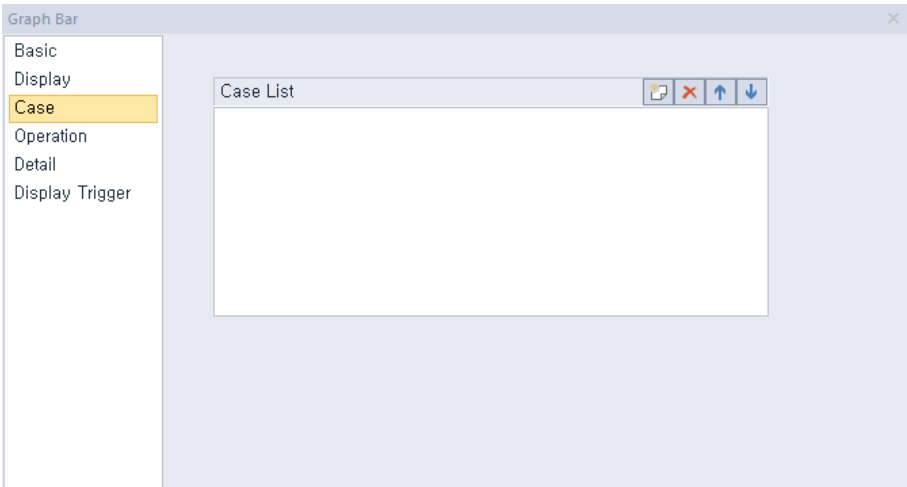 Graph Bar
Basic
Display
Case
Operation
Detail
Display Trigger
Case List